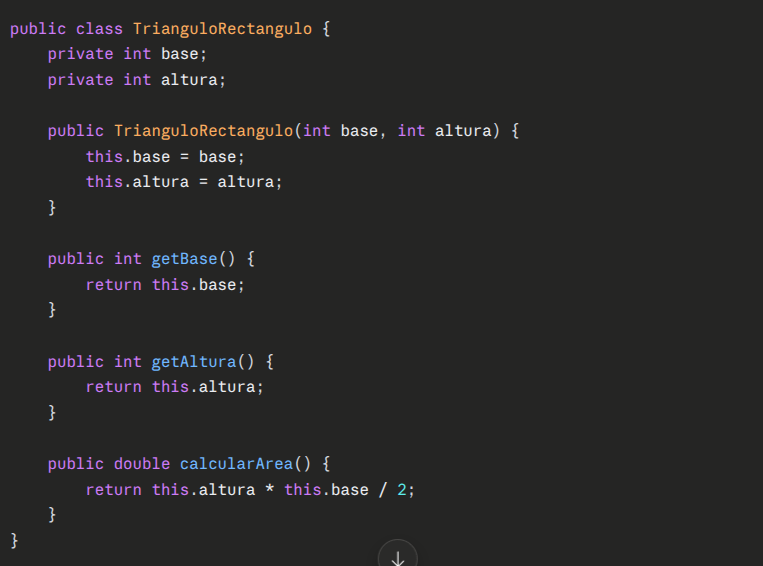 public class TrianguloRectangulo {
    private int base;
    private int altura;

    public TrianguloRectangulo(int base, int altura) {
        this.base = base;
        this.altura = altura;
    }

    public int getBase() {
        return this.base;
    }

    public int getAltura() {
        return this.altura;
    }

    public double calcularArea() {
        return this.altura * this.base / 2;
    }
}